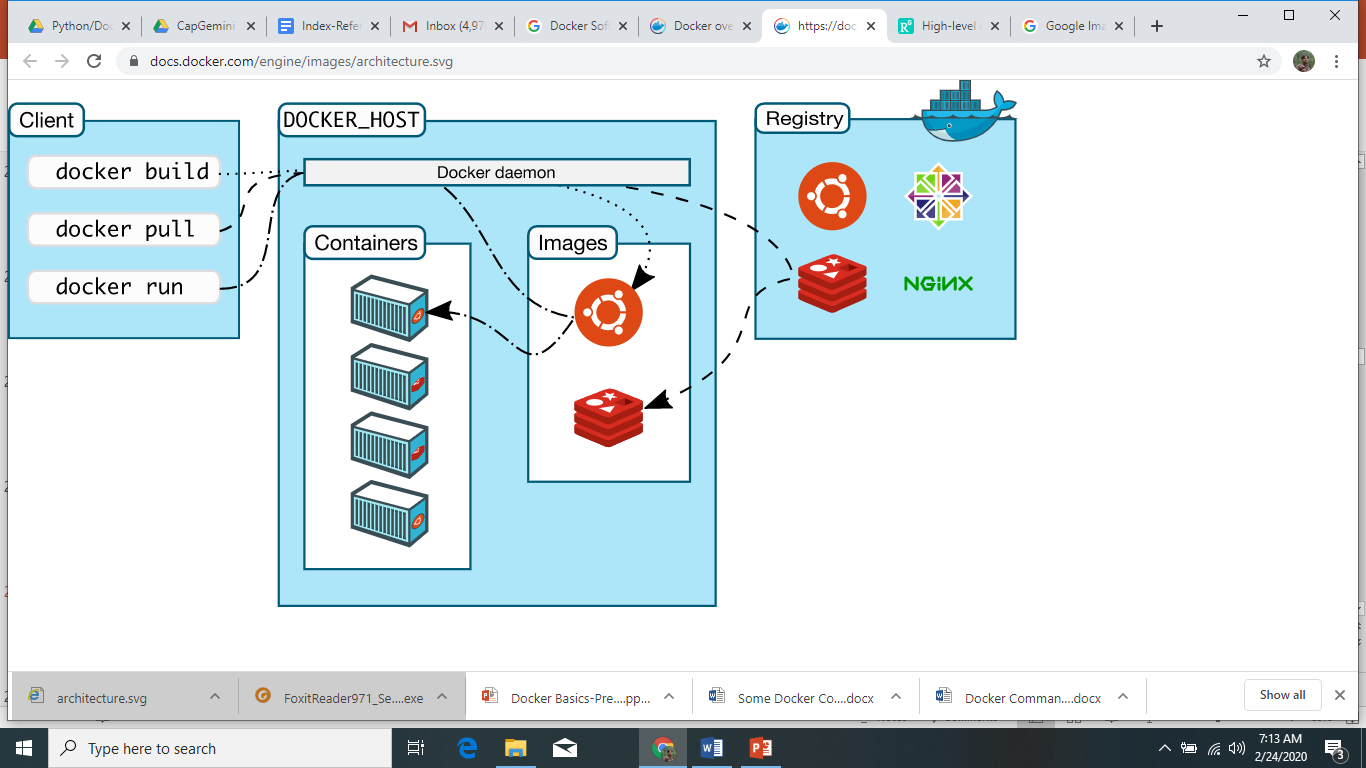 Python/Doc
CapGemini
Index-Refer
Inbox (4,97
Docker Soft
Docker ove
https://doc
High-level
Google Ima
docs.docker.com/engine/images/architecture.svg
Client
DOCKER_HOST
Registry
docker build
docker pull
docker run
Docker daemon
Containers
Images
NGINX
architecture.svg
FoxitReader971_Se....exe
Docker Basics-Pre....pp...
Some Docker Co....docx
Docker Comman....docx
Show all
Type here to search
7:13 AM
2/24/2020
3